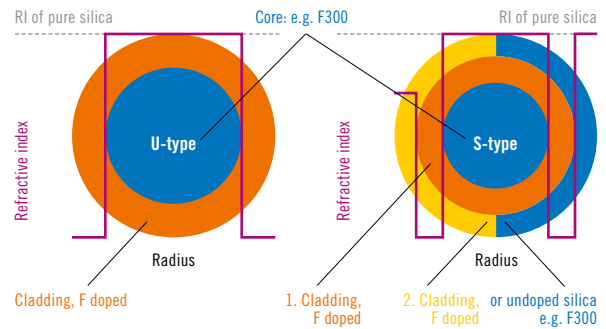 RI of pure silica
Core: e.g. F300
RI of pure silica
Refractive index
U-type
Refractive index
S-type
Radius
Radius
Cladding, F doped
1. Cladding,
F doped
2. Cladding,
F doped
or undoped silica
e.g. F300